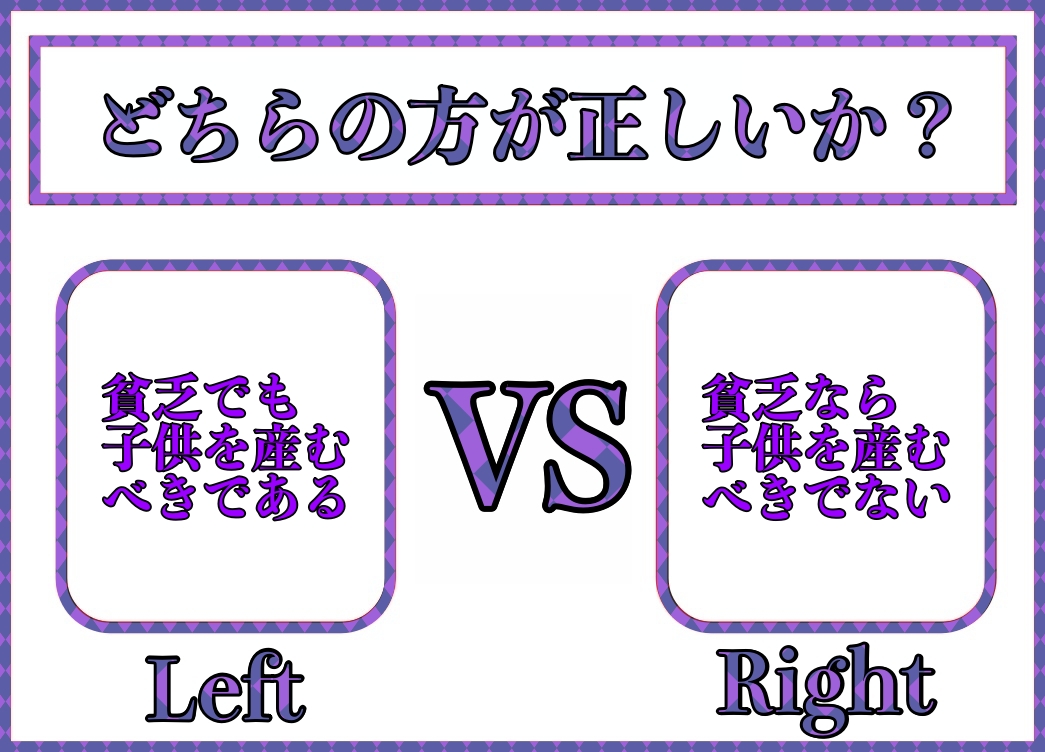 どちらの方が正しいか？
貧乏でも
子供を産む
べきである
VS
貧乏なら
子供を産む
べきでない
Left
Right